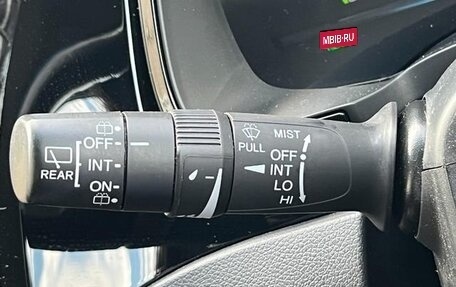 MBIB·RU
OFF
INT
REAR
ON
MIST
PULL
OFF
INT
LO
HI